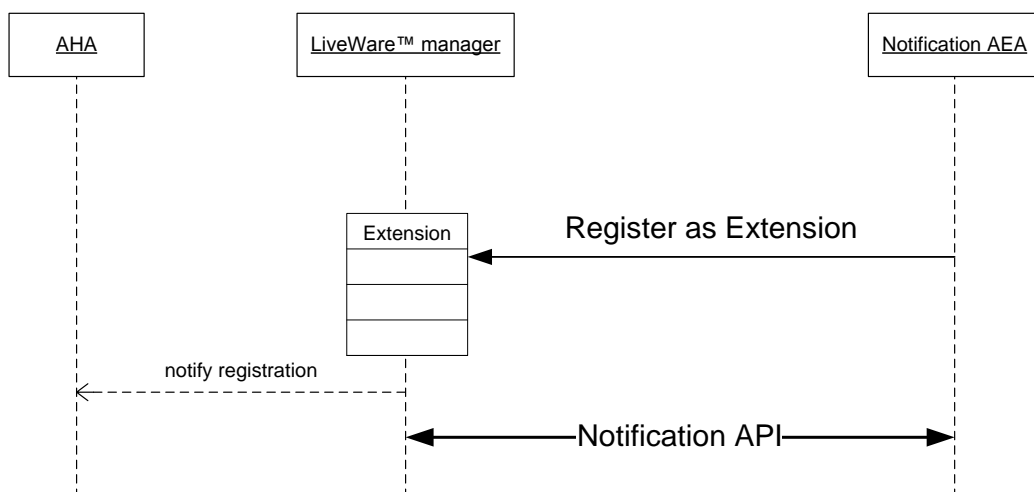 AHA
LiveWare™ manager
Notification AEA
Extension
Register as Extension
notify registration
Notification API